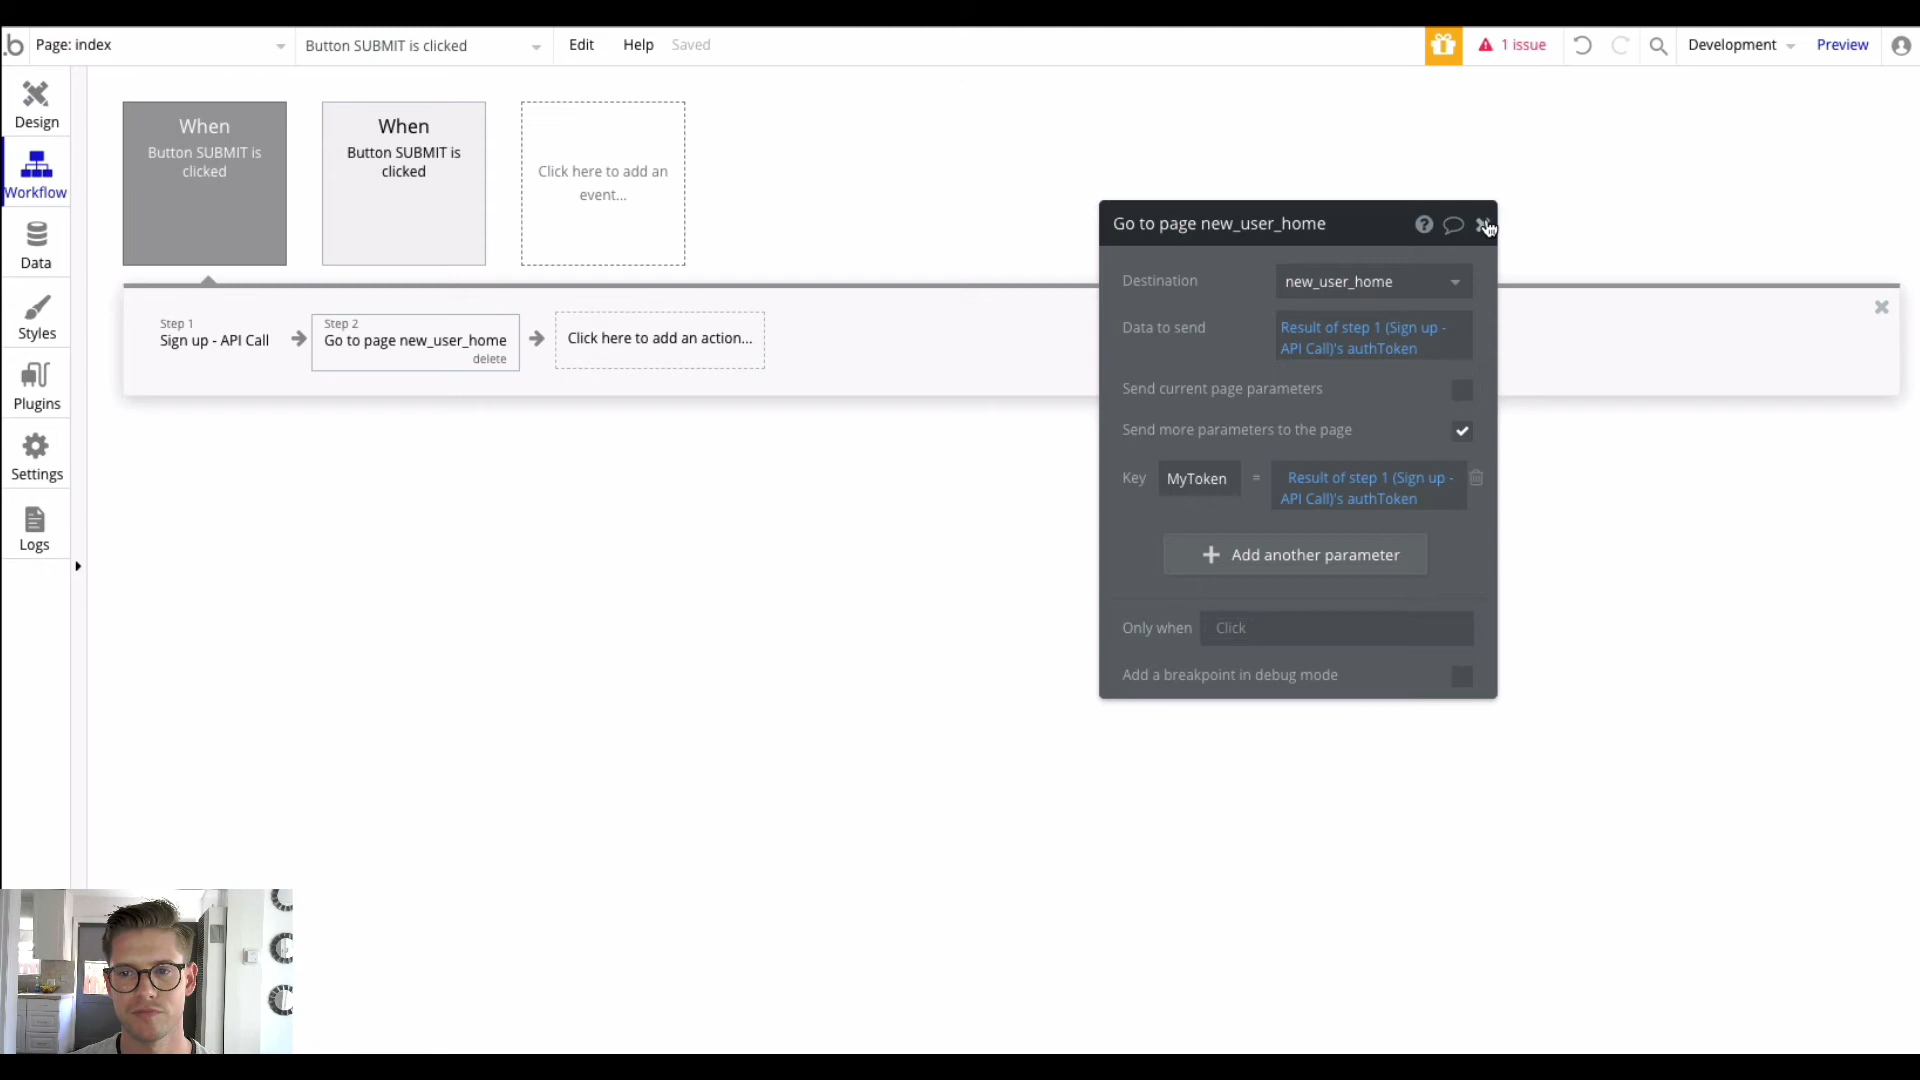 .b Page: index
Button SUBMIT is clicked
Edit
Help
Saved
1 issue
Development
Preview
Design
Workflow
Data
Styles
Plugins
Settings
Logs
When
Button SUBMIT is
clicked
When
Button SUBMIT is
clicked
Click here to add an
event...
Step 1
Sign up - API Call
Step 2
Go to page new_user_home
delete
Click here to add an action...
Go to page new_user_home
Destination
new_user_home
Data to send
Result of step 1 (Sign up -
API Call)'s authToken
Send current page parameters
Send more parameters to the page
Key
MyToken
=
Result of step 1 (Sign up -
API Call)'s authToken
+ Add another parameter
Only when
Click
Add a breakpoint in debug mode